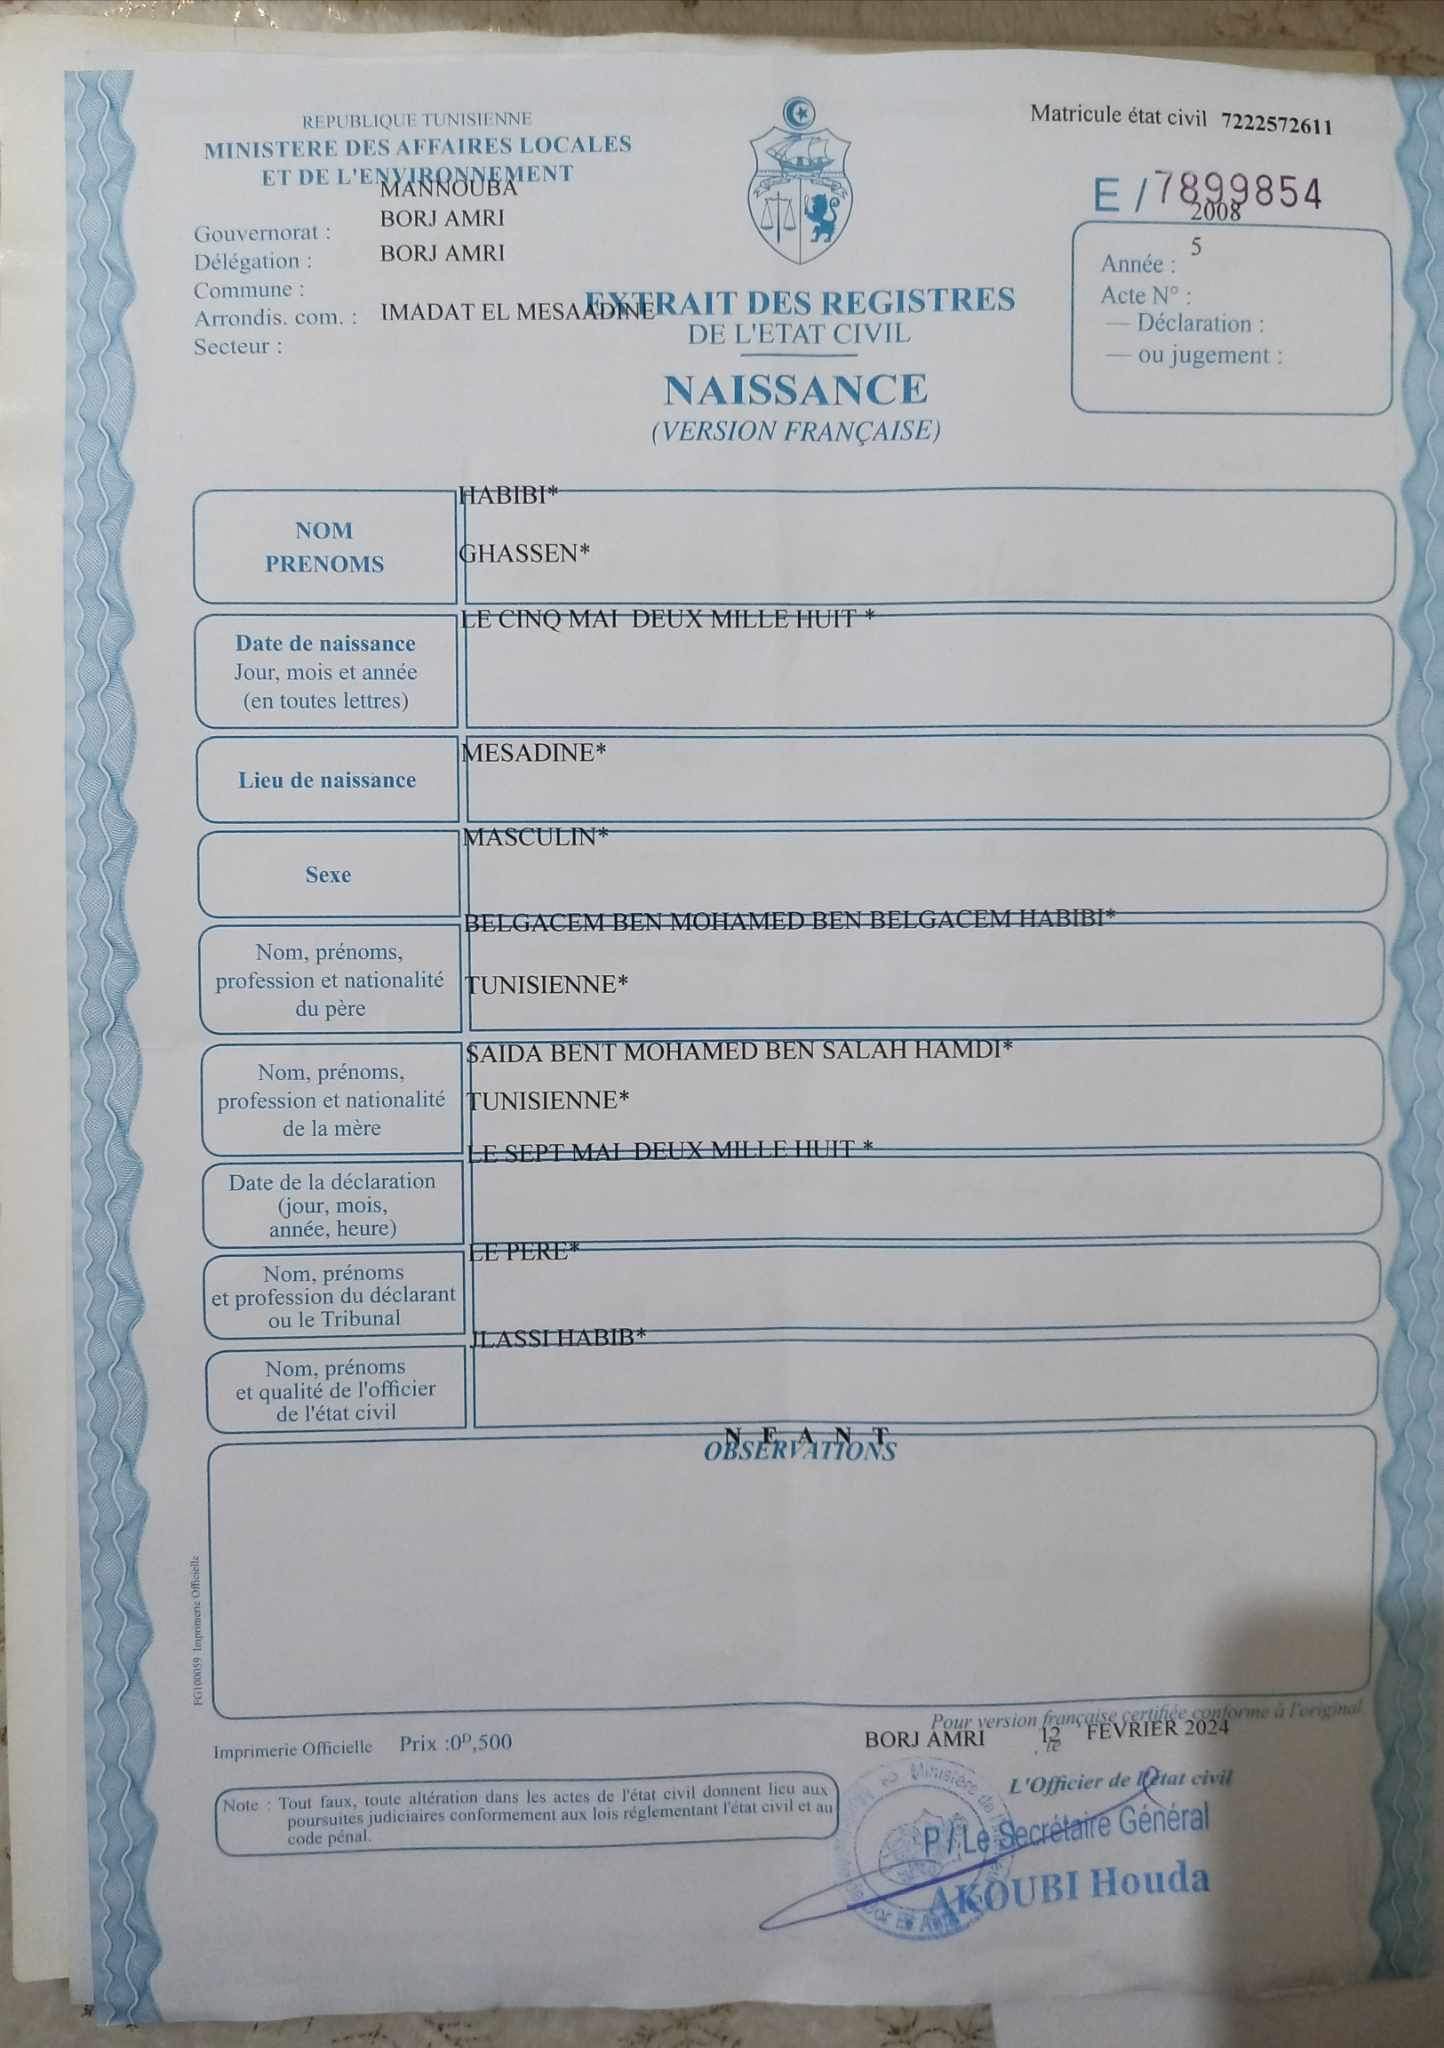 REPUBLIQUE TUNISIENNE
MINISTERE DES AFFAIRES LOCALES
ET DE L'ENVIRONNEMENT
MANNOUBA
Gouvernorat :
BORJ AMRI
Délégation :
BORJ AMRI
Commune :
Arrondis. com. :
IMADAT EL MESAADINE
Secteur :
Matricule état civil 7222572611
E / 7899854
2008
5
Année :
Acte N° :
— Déclaration :
— ou jugement :
EXTRAIT DES REGISTRES
DE L'ETAT CIVIL
NAISSANCE
(VERSION FRANÇAISE)
NOM
PRENOMS
HABIBI*
GHASSEN*
Date de naissance
Jour, mois et année
(en toutes lettres)
LE CINQ MAI DEUX MILLE HUIT *
Lieu de naissance
MESADINE*
Sexe
MASCULIN*
Nom, prénoms,
profession et nationalité
du père
BELGACEM BEN MOHAMED BEN BELGACEM HABIBI*
TUNISIENNE*
Nom, prénoms,
profession et nationalité
de la mère
SAIDA BENT MOHAMED BEN SALAH HAMDI*
TUNISIENNE*
Date de la déclaration
(jour, mois,
année, heure)
LE SEPT MAI DEUX MILLE HUIT *
Nom, prénoms
et profession du déclarant
ou le Tribunal
LE PERE*
Nom, prénoms
et qualité de l'officier
de l'état civil
JLASSI HABIB*
N E A N T
OBSERVATIONS
PG100059 Imprimerie Officielle
Imprimerie Officielle Prix :0ᴰ,500
Note : Tout faux, toute altération dans les actes de l'état civil donnent lieu aux
poursuites judiciaires conformement aux lois réglementant l'état civil et au
code pénal.
Pour version française certifiée conforme à l'original
BORJ AMRI 12 FEVRIER 2024
, le
L'Officier de l'état civil
P / Le Secrétaire Général
AKOUBI Houda